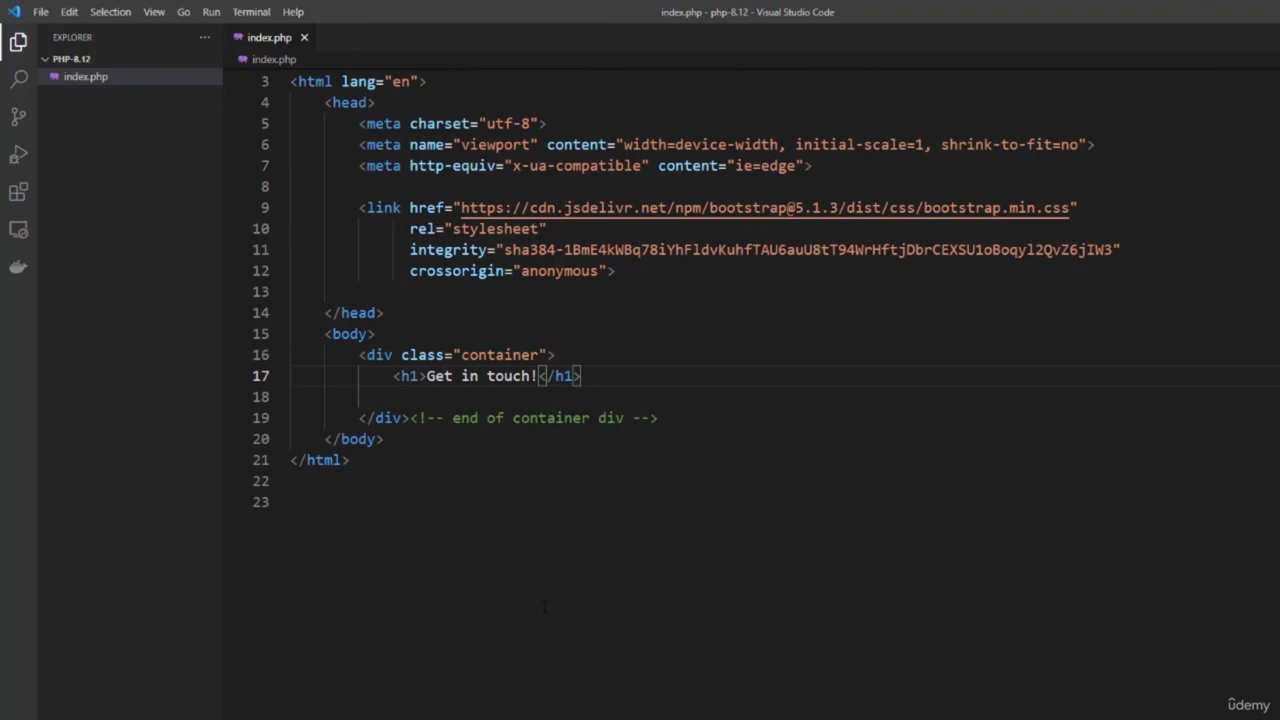 File Edit Selection View Go Run Terminal Help
index.php - php-8.12 - Visual Studio Code
EXPLORER
PHP-8.12
index.php
index.php
index.php
3 <html lang="en">
4 <head>
5 <meta charset="utf-8">
6 <meta name="viewport" content="width=device-width, initial-scale=1, shrink-to-fit=no">
7 <meta http-equiv="x-ua-compatible" content="ie=edge">
8
9 <link href="https://cdn.jsdelivr.net/npm/bootstrap@5.1.3/dist/css/bootstrap.min.css"
10 rel="stylesheet"
11 integrity="sha384-1BmE4kWBq78iYhFldvKuhfTAU6auU8tT94WrHftjDbrCEXSU1oBoqyl2QvZ6jIW3"
12 crossorigin="anonymous">
13
14 </head>
15 <body>
16 <div class="container">
17 <h1>Get in touch!</h1>
18
19 </div><!-- end of container div -->
20 </body>
21 </html>
22
23
ûdemy